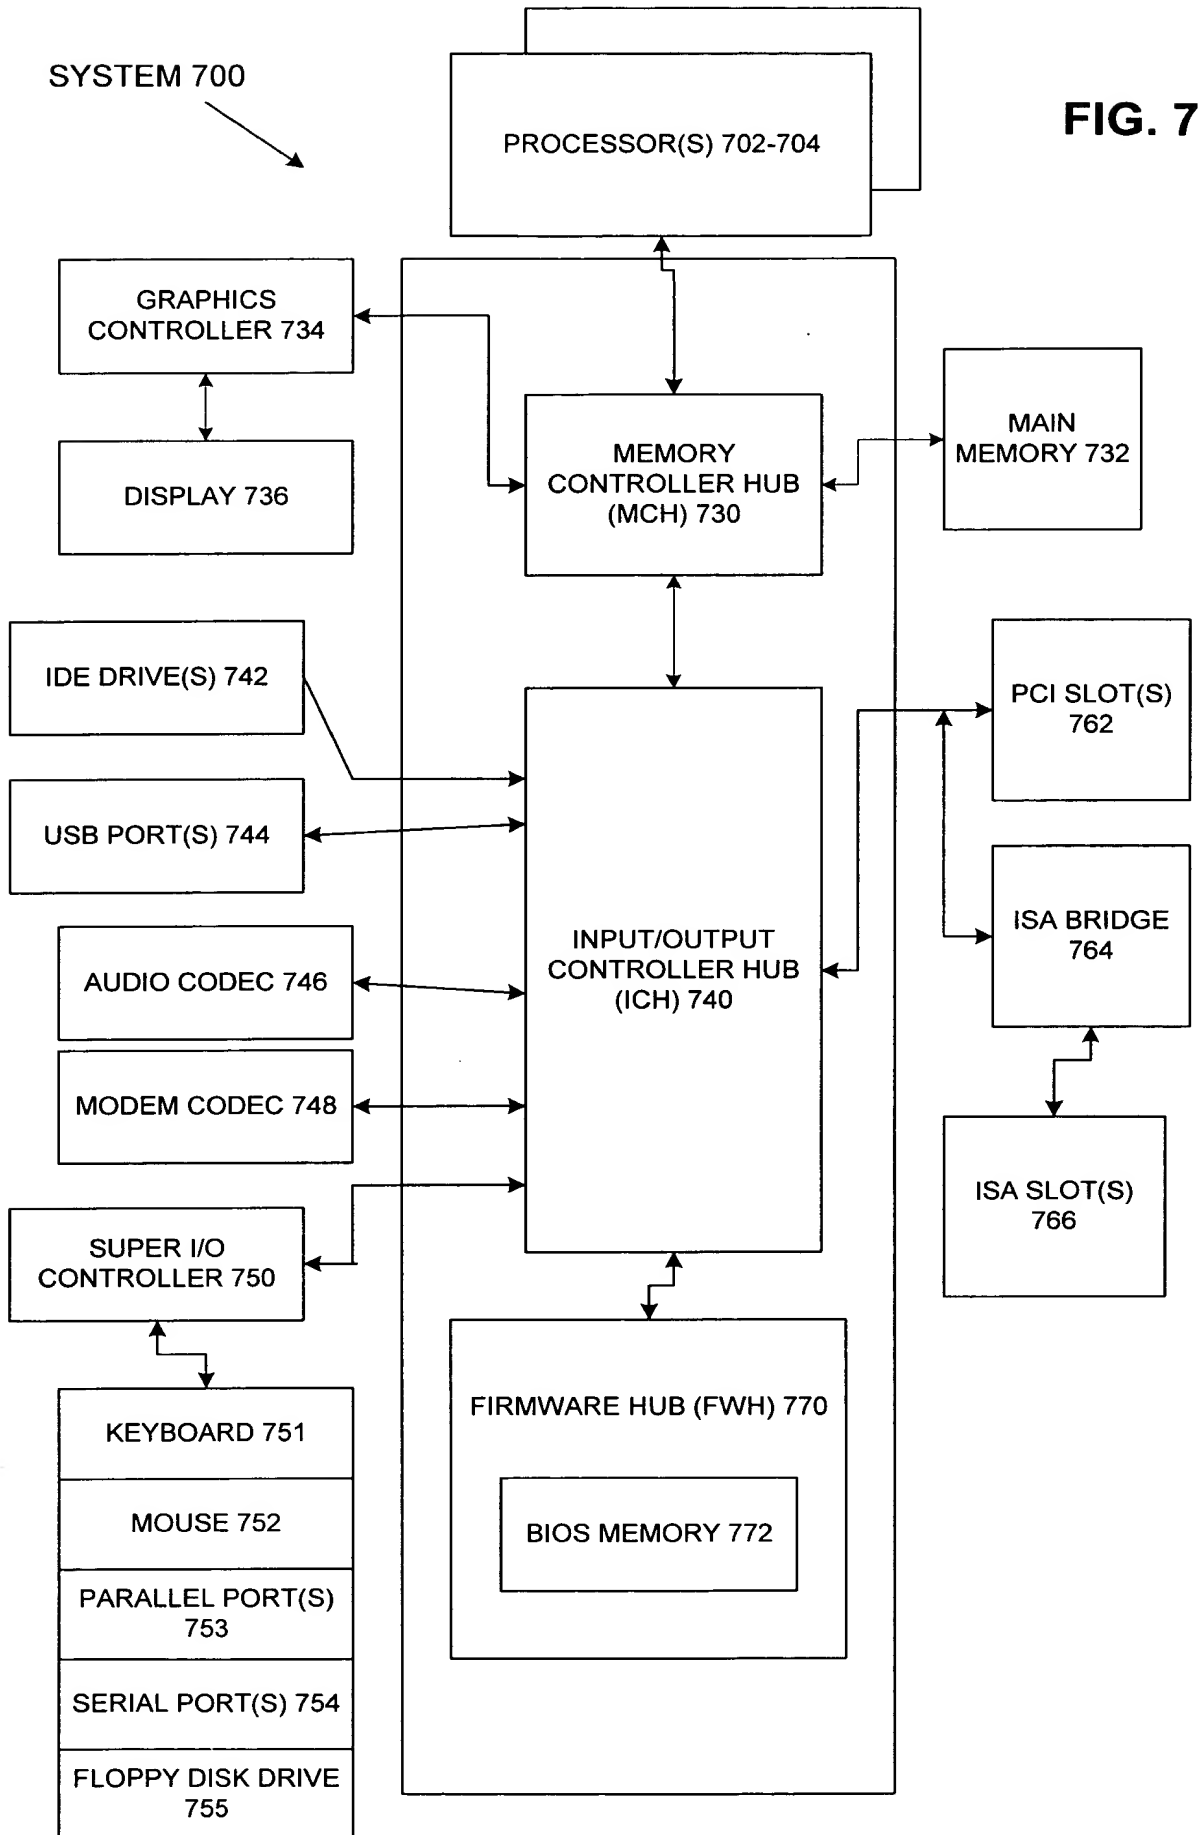 SYSTEM 700
FIG. 7
PROCESSOR(S) 702-704
GRAPHICS
CONTROLLER 734
DISPLAY 736
MEMORY
CONTROLLER HUB
(MCH) 730
MAIN
MEMORY 732
IDE DRIVE(S) 742
USB PORT(S) 744
AUDIO CODEC 746
MODEM CODEC 748
SUPER I/O
CONTROLLER 750
INPUT/OUTPUT
CONTROLLER HUB
(ICH) 740
PCI SLOT(S)
762
ISA BRIDGE
764
ISA SLOT(S)
766
KEYBOARD 751
MOUSE 752
PARALLEL PORT(S)
753
SERIAL PORT(S) 754
FLOPPY DISK DRIVE
755
FIRMWARE HUB (FWH) 770
BIOS MEMORY 772